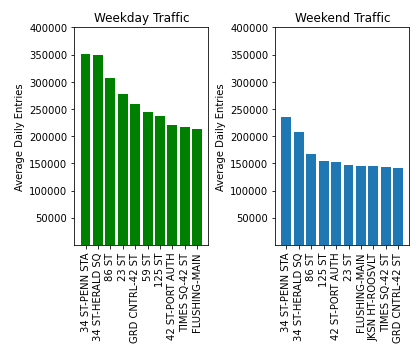 Weekday Traffic
Average Daily Entries
400000
350000
300000
250000
200000
150000
100000
50000
34 ST-PENN STA
34 ST-HERALD SQ
86 ST
23 ST
GRD CNTRL-42 ST
59 ST
125 ST
42 ST-PORT AUTH
TIMES SQ-42 ST
FLUSHING-MAIN
Weekend Traffic
Average Daily Entries
400000
350000
300000
250000
200000
150000
100000
50000
34 ST-PENN STA
34 ST-HERALD SQ
86 ST
125 ST
42 ST-PORT AUTH
23 ST
FLUSHING-MAIN
JKSN HT-ROOSVLT
TIMES SQ-42 ST
GRD CNTRL-42 ST